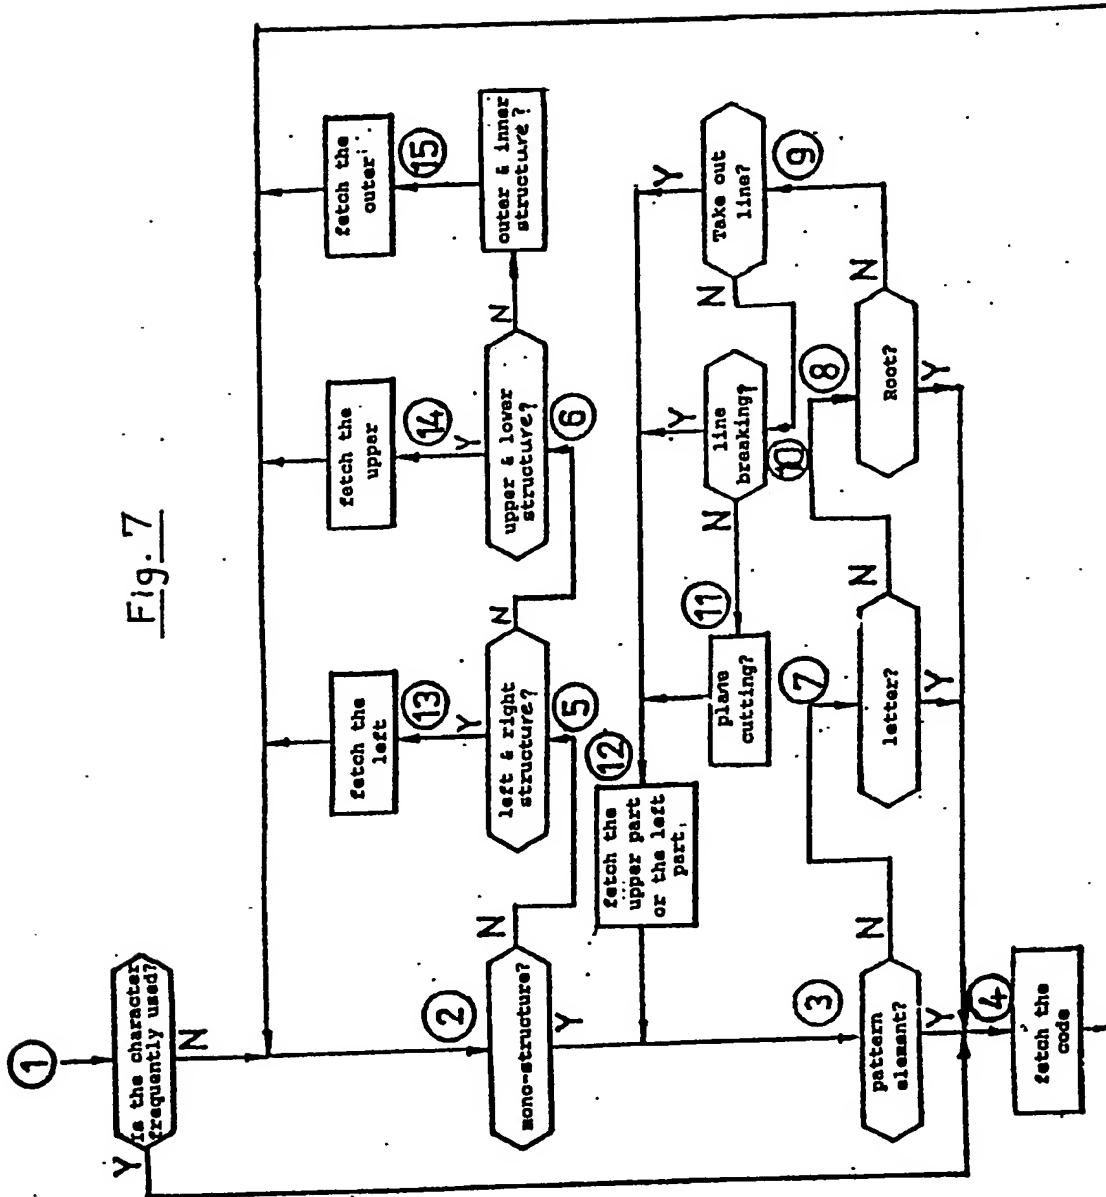 Fig. 7
1
Is the character
frequently used?
Y
N
2
mono-structure?
N
Y
5
left & right
structure?
N
Y
13
fetch the
left
6
upper & lower
structure?
N
Y
14
fetch the
upper
outer & inner
structure?
15
fetch the
outer
12
fetch the
upper part
or the left
part.
11
plane
cutting?
10
line
breaking?
N
Y
9
Take out
line?
N
Y
3
pattern
element?
N
Y
7
letter?
N
Y
8
Root?
N
Y
4
fetch the
code